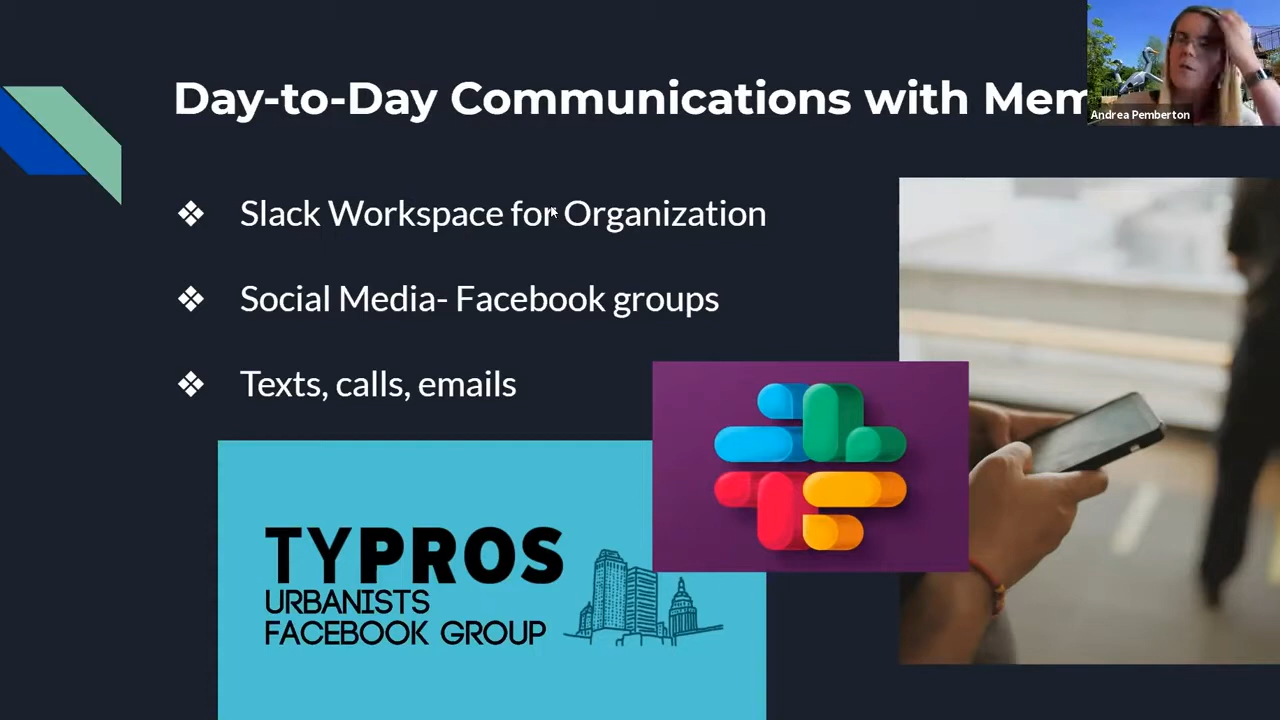 Day-to-Day Communications with Mem
Andrea Pemberton
❖ Slack Workspace for Organization
❖ Social Media- Facebook groups
❖ Texts, calls, emails
TYPROS
URBANISTS
FACEBOOK GROUP